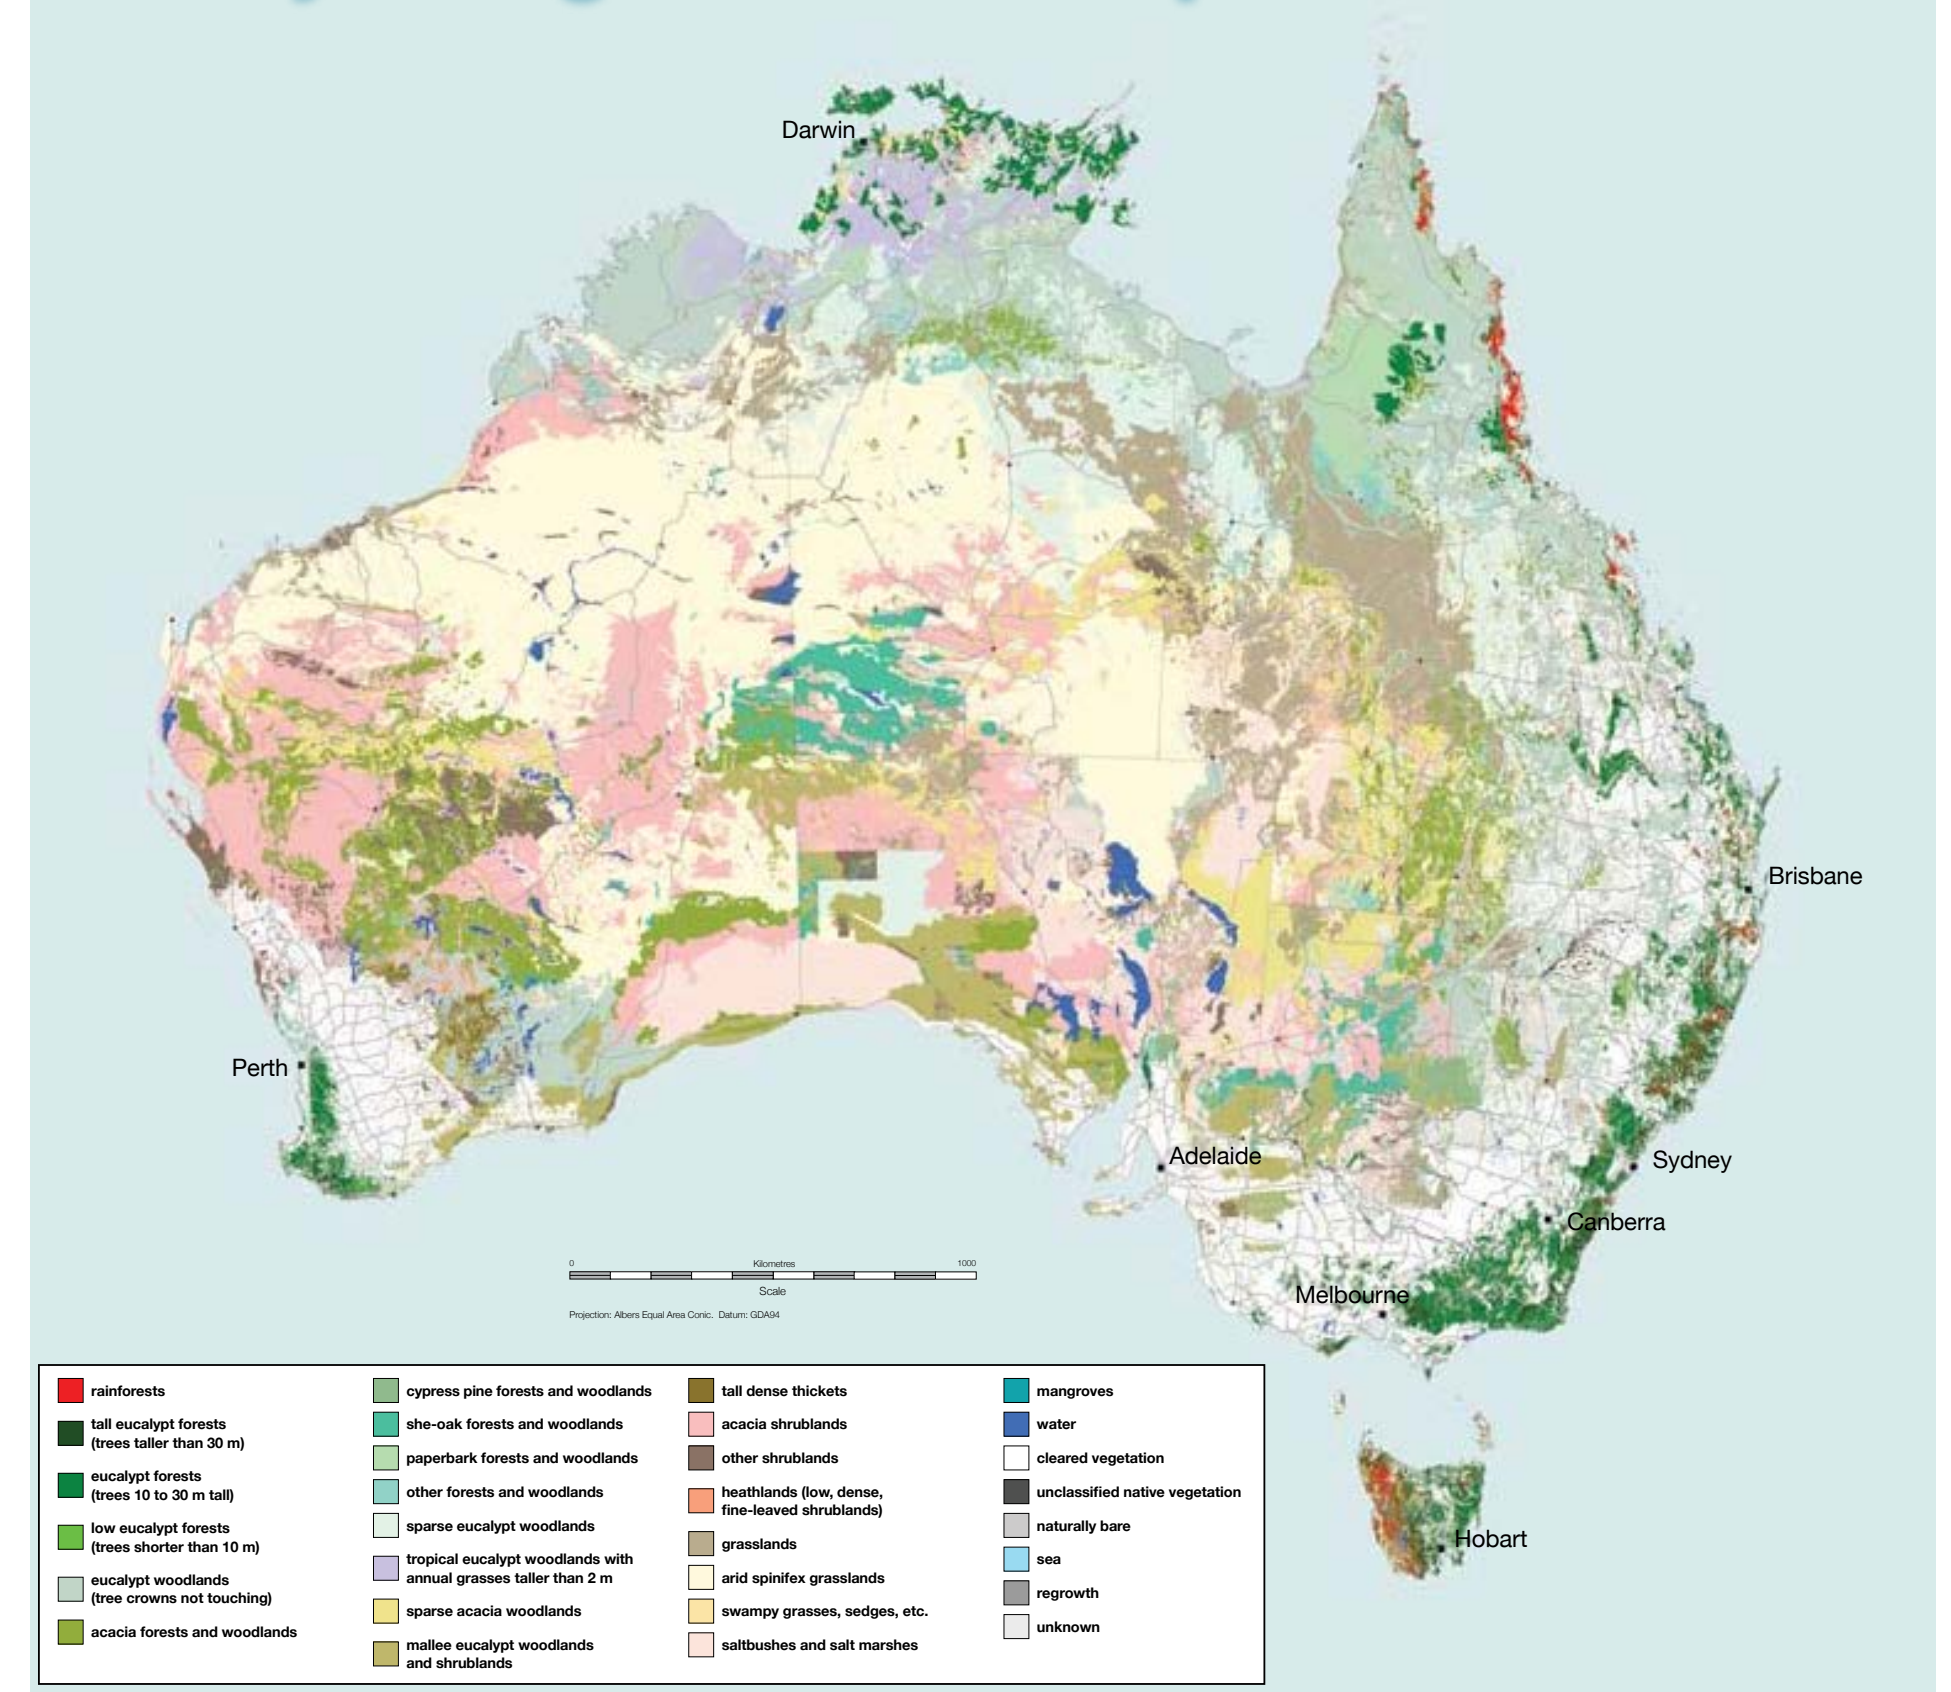 Darwin
Brisbane
Perth
Adelaide
Sydney
Canberra
Melbourne
Hobart
0 Kilometres 1000
Scale
Projection: Albers Equal Area Conic. Datum: GDA94
rainforests
tall eucalypt forests
(trees taller than 30 m)
eucalypt forests
(trees 10 to 30 m tall)
low eucalypt forests
(trees shorter than 10 m)
eucalypt woodlands
(tree crowns not touching)
acacia forests and woodlands
cypress pine forests and woodlands
she-oak forests and woodlands
paperbark forests and woodlands
other forests and woodlands
sparse eucalypt woodlands
tropical eucalypt woodlands with
annual grasses taller than 2 m
sparse acacia woodlands
mallee eucalypt woodlands
and shrublands
tall dense thickets
acacia shrublands
other shrublands
heathlands (low, dense,
fine-leaved shrublands)
grasslands
arid spinifex grasslands
swampy grasses, sedges, etc.
saltbushes and salt marshes
mangroves
water
cleared vegetation
unclassified native vegetation
naturally bare
sea
regrowth
unknown